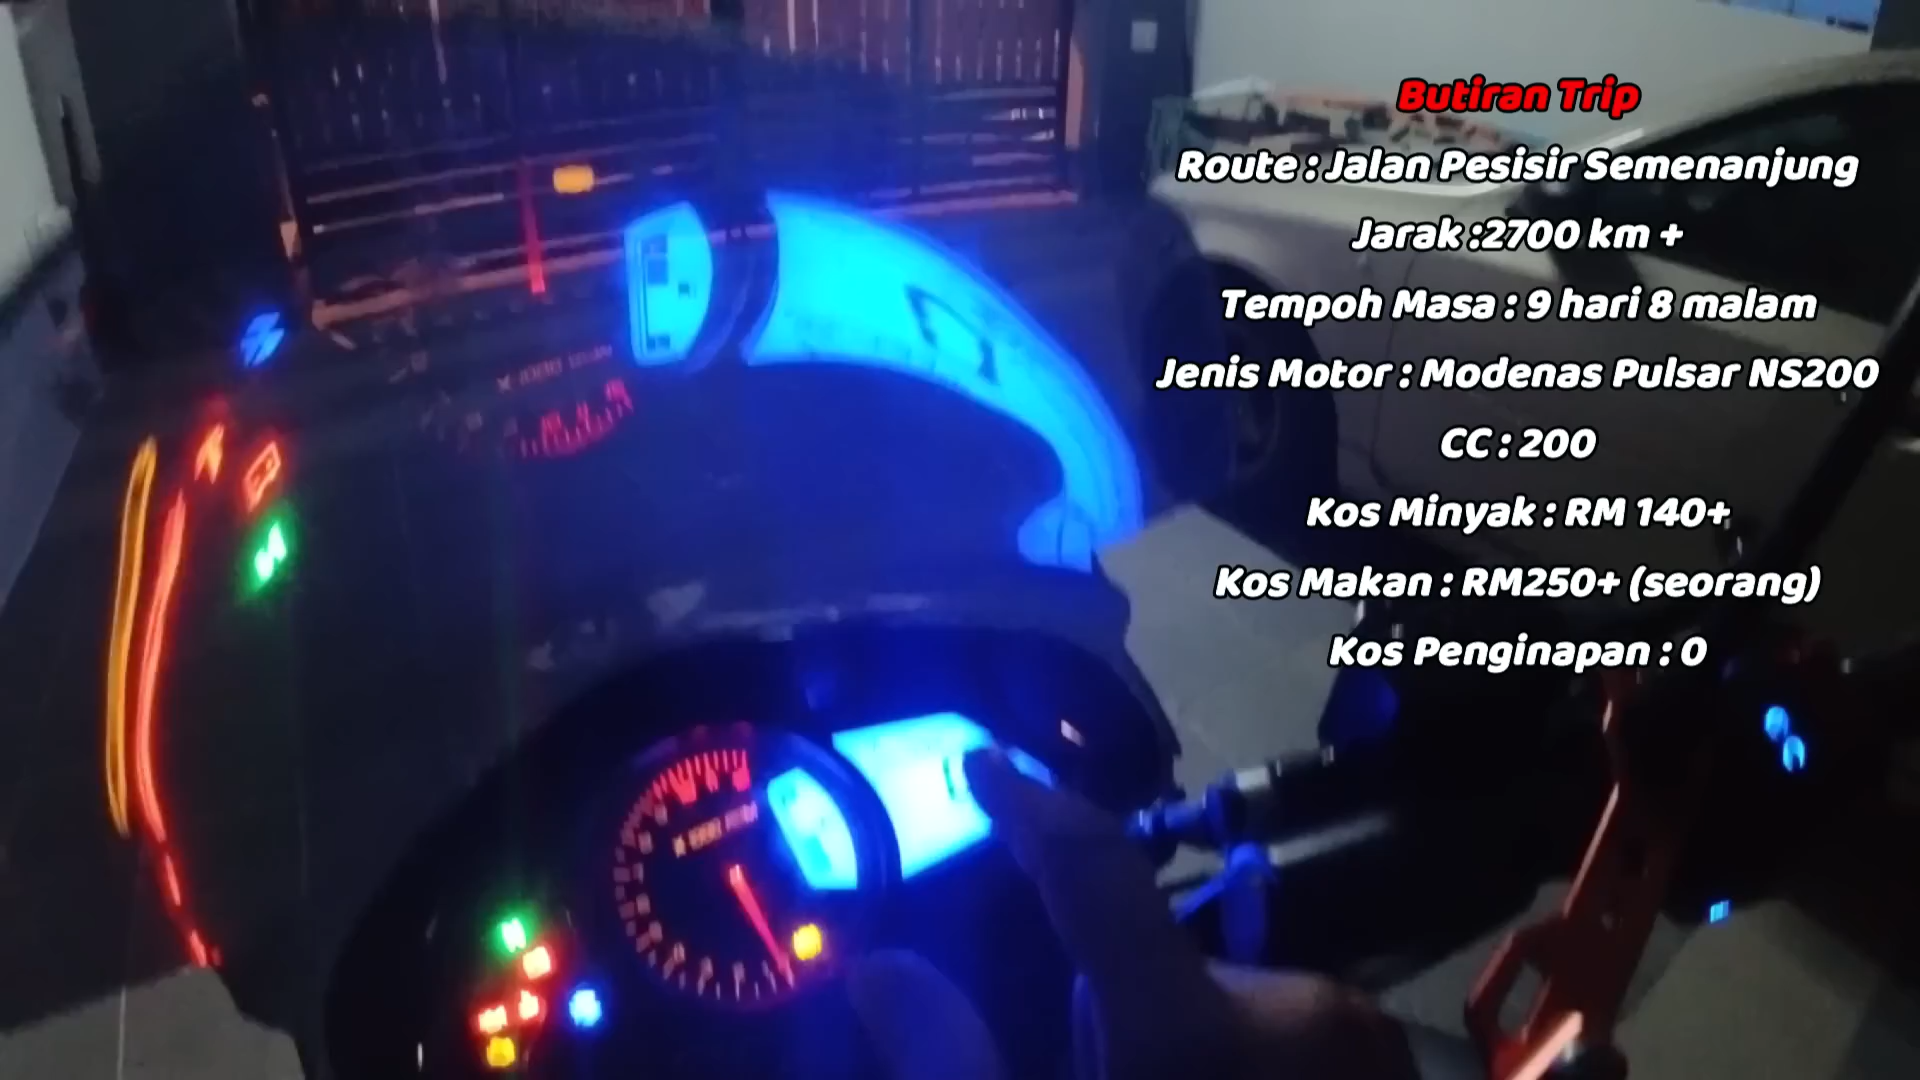 Butiran Trip
Route : Jalan Pesisir Semenanjung
Jarak :2700 km +
Tempoh Masa : 9 hari 8 malam
Jenis Motor : Modenas Pulsar NS200
CC : 200
Kos Minyak : RM 140+
Kos Makan : RM250+ (seorang)
Kos Penginapan : 0